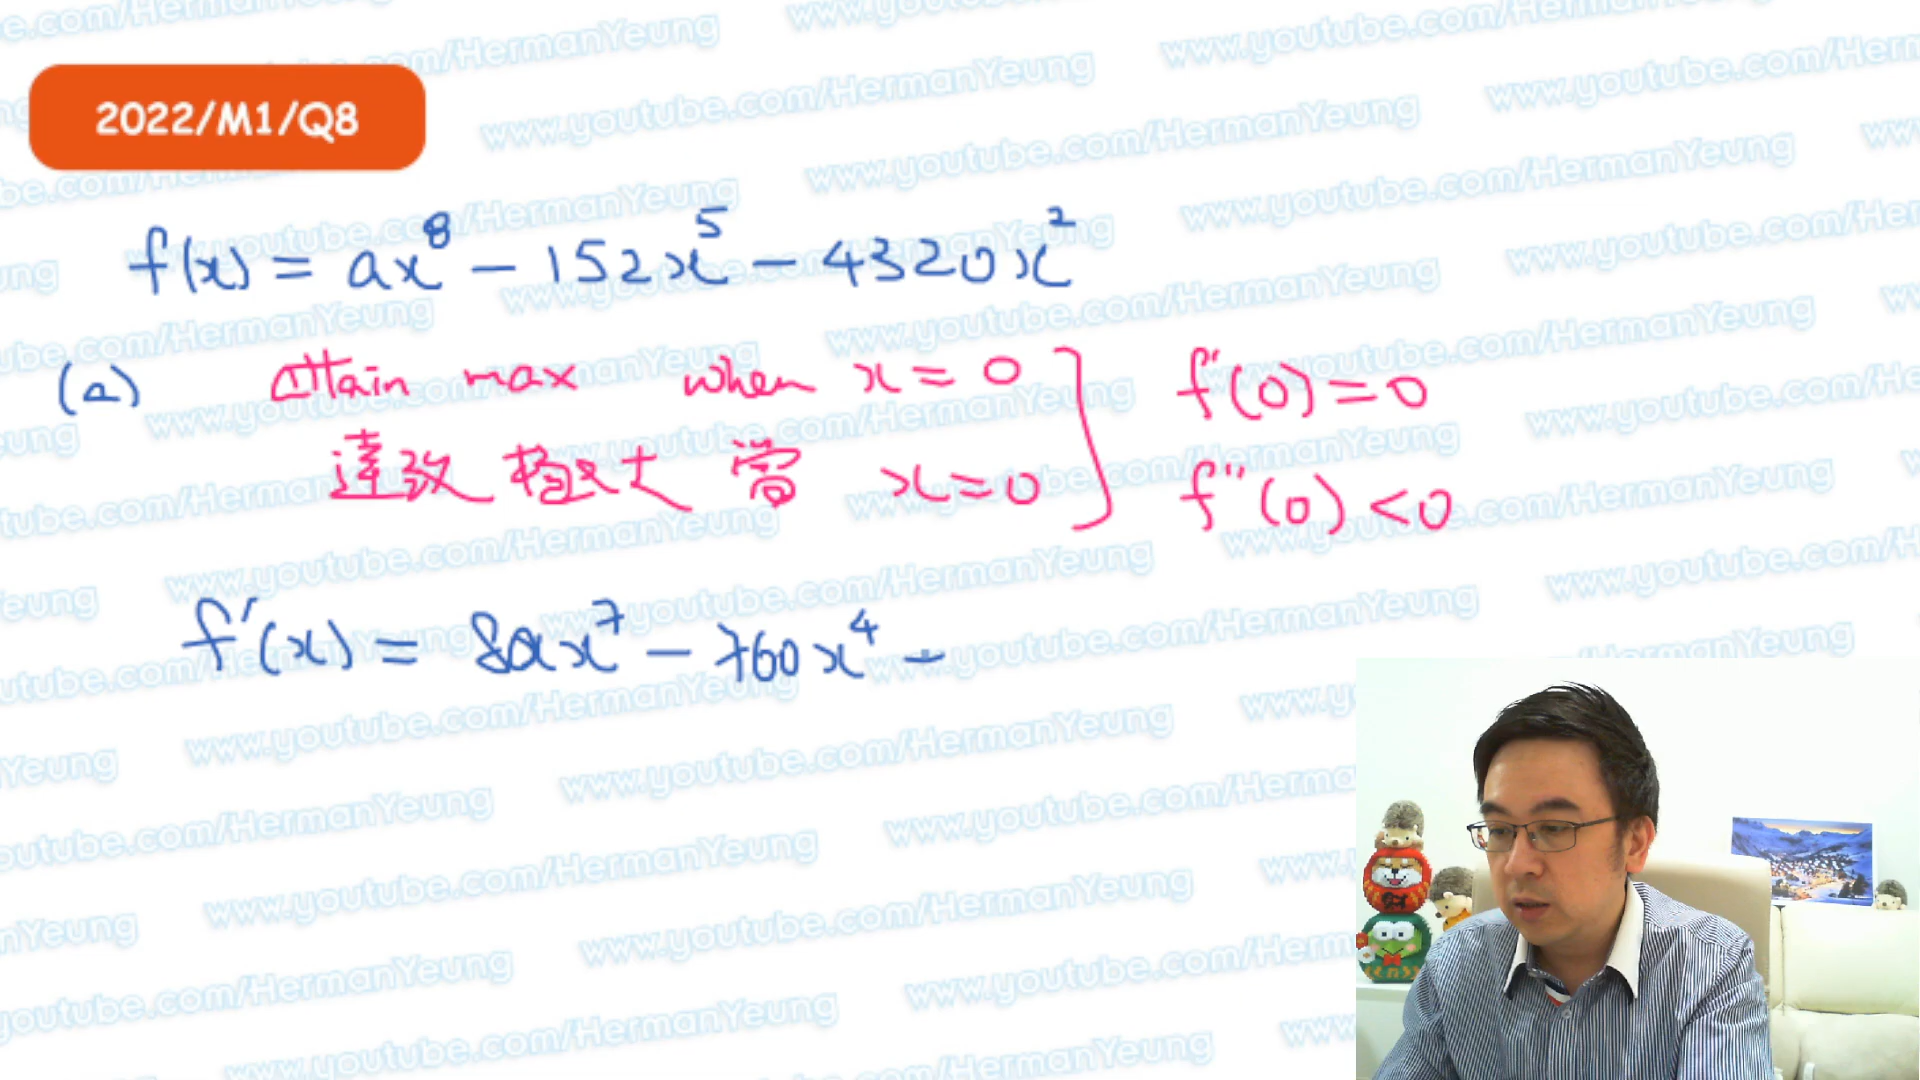 2022/M1/Q8
f(x) = ax⁸ - 152x⁵ - 4320x²
(a) attain max when x = 0
達致極大當 x = 0
f'(0) = 0
f''(0) < 0
f'(x) = 8ax⁷ - 760x⁴ -
www.youtube.com/HermanYeung